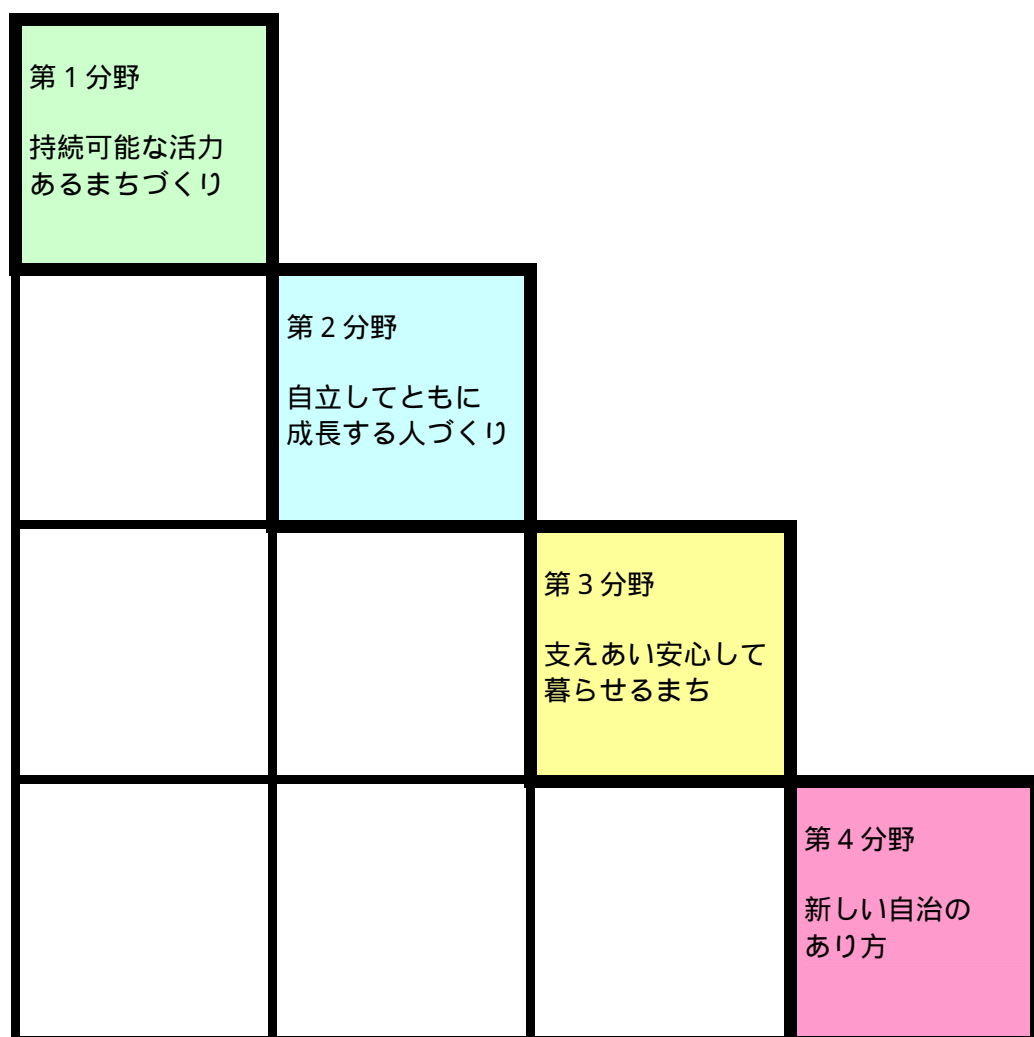 第1分野
持続可能な活力
あるまちづくり
第2分野
自立してともに
成長する人づくり
第3分野
支えあい安心して
暮らせるまち
第4分野
新しい自治の
あり方